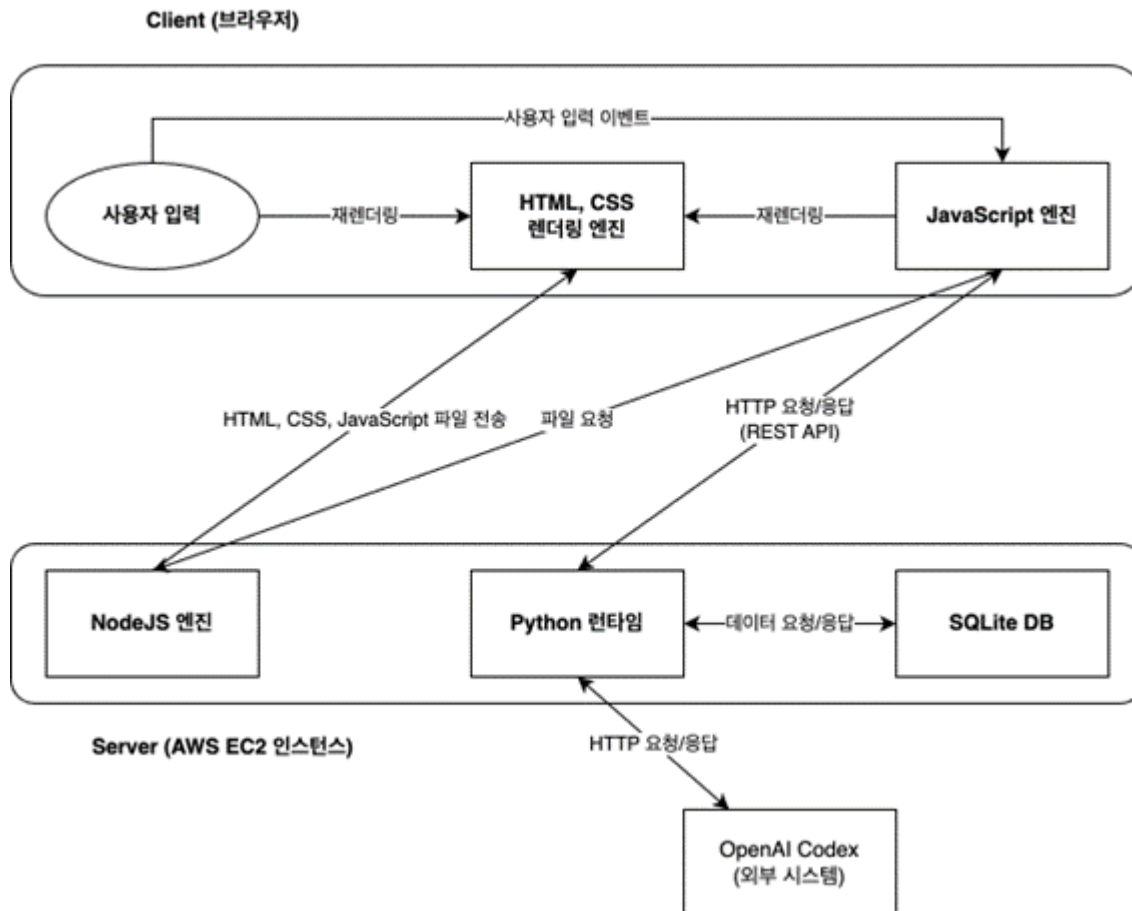 Client (브라우저)
사용자 입력 이벤트
사용자 입력
재렌더링
HTML, CSS
렌더링 엔진
재렌더링
JavaScript 엔진
HTML, CSS, JavaScript 파일 전송
파일 요청
HTTP 요청/응답
(REST API)
NodeJS 엔진
Python 런타임
데이터 요청/응답
SQLite DB
Server (AWS EC2 인스턴스)
HTTP 요청/응답
OpenAI Codex
(외부 시스템)